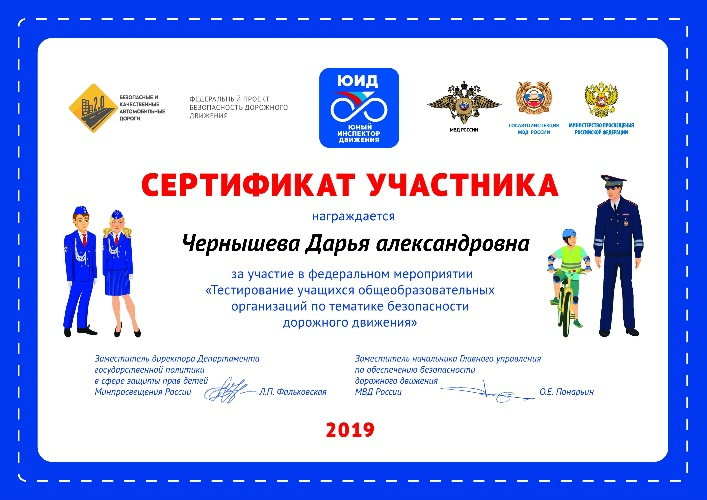 БЕЗОПАСНЫЕ И
КАЧЕСТВЕННЫЕ
АВТОМОБИЛЬНЫЕ
ДОРОГИ
ФЕДЕРАЛЬНЫЙ ПРОЕКТ
БЕЗОПАСНОСТЬ ДОРОЖНОГО
ДВИЖЕНИЯ
ЮИД
ЮНЫЙ
ИНСПЕКТОР
ДВИЖЕНИЯ
МВД РОССИИ
ГОСАВТОИНСПЕКЦИЯ
МВД РОССИИ
МИНИСТЕРСТВО ПРОСВЕЩЕНИЯ
РОССИЙСКОЙ ФЕДЕРАЦИИ
СЕРТИФИКАТ УЧАСТНИКА
награждается
Чернышева Дарья александровна
за участие в федеральном мероприятии
«Тестирование учащихся общеобразовательных
организаций по тематике безопасности
дорожного движения»
Заместитель директора Департамента
государственной политики
в сфере защиты прав детей
Минпросвещения России Л.П. Фальковская
Заместитель начальника Главного управления
по обеспечению безопасности
дорожного движения
МВД России О.Е. Понарьин
2019